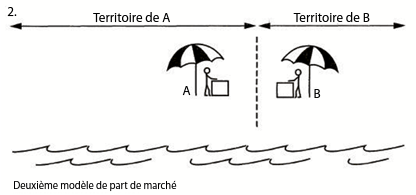 2.
Territoire de A
Territoire de B
A
B
Deuxième modèle de part de marché